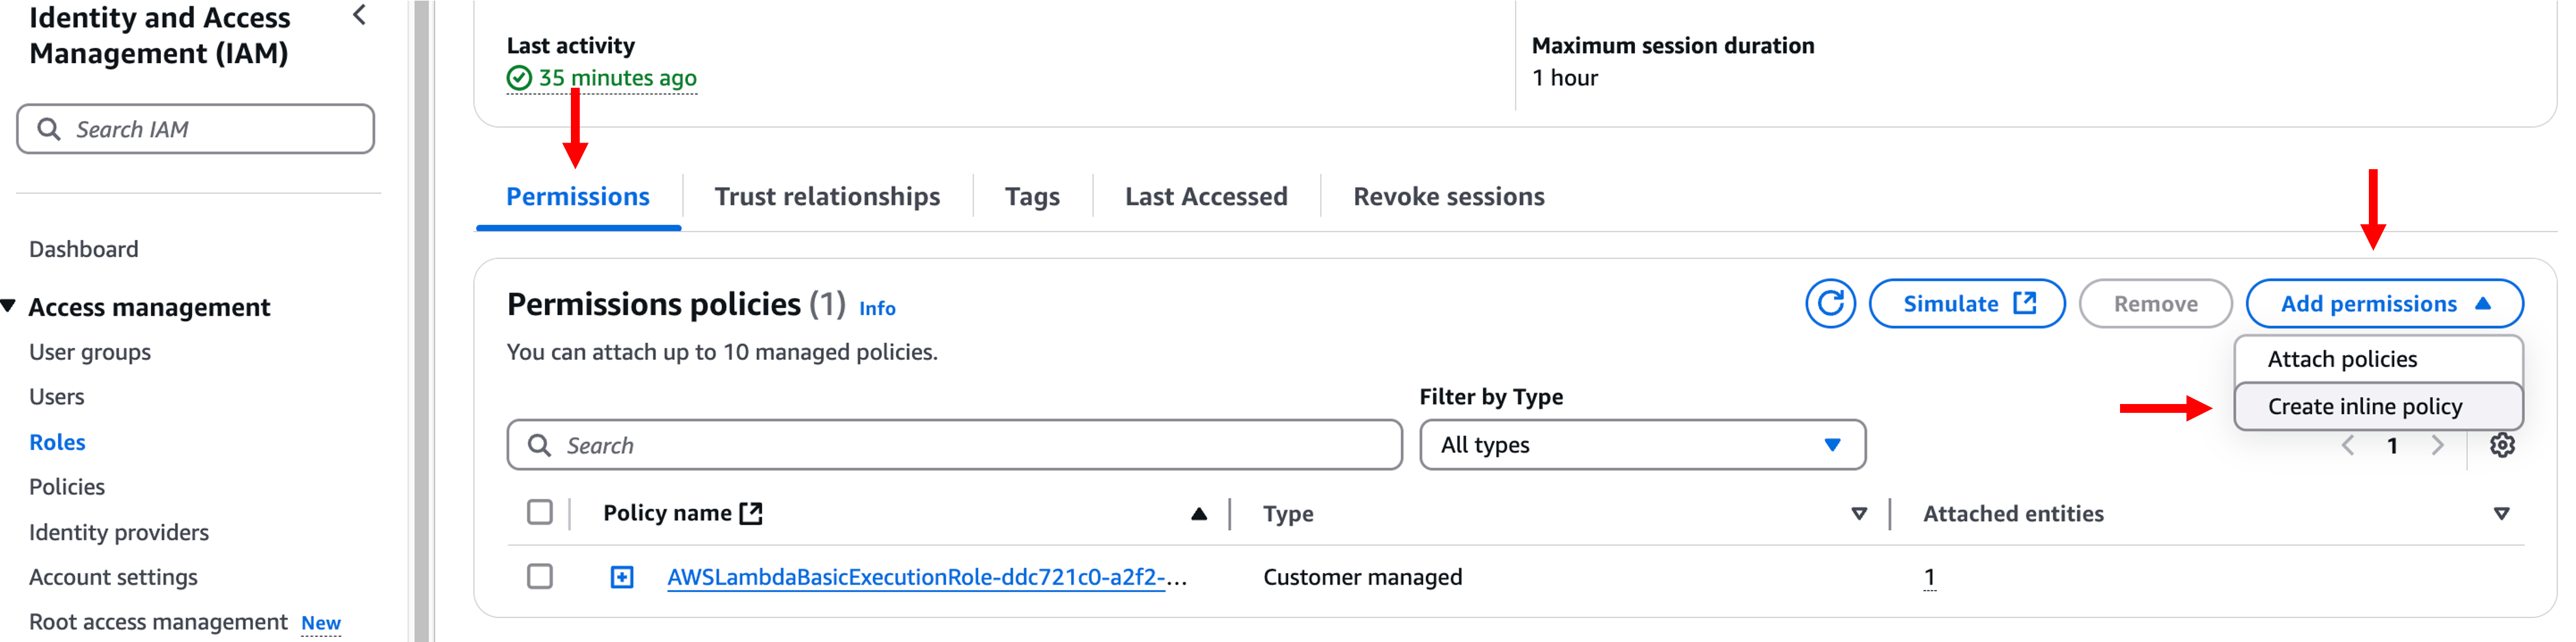 Identity and Access
Management (IAM)
Search IAM
Dashboard
Access management
User groups
Users
Roles
Policies
Identity providers
Account settings
Root access management New
Last activity
35 minutes ago
Maximum session duration
1 hour
Permissions
Trust relationships
Tags
Last Accessed
Revoke sessions
Permissions policies (1) Info
You can attach up to 10 managed policies.
Simulate
Remove
Add permissions
Attach policies
Create inline policy
Filter by Type
Search
All types
1
Policy name
Type
Attached entities
AWSLambdaBasicExecutionRole-ddc721c0-a2f2-...
Customer managed
1